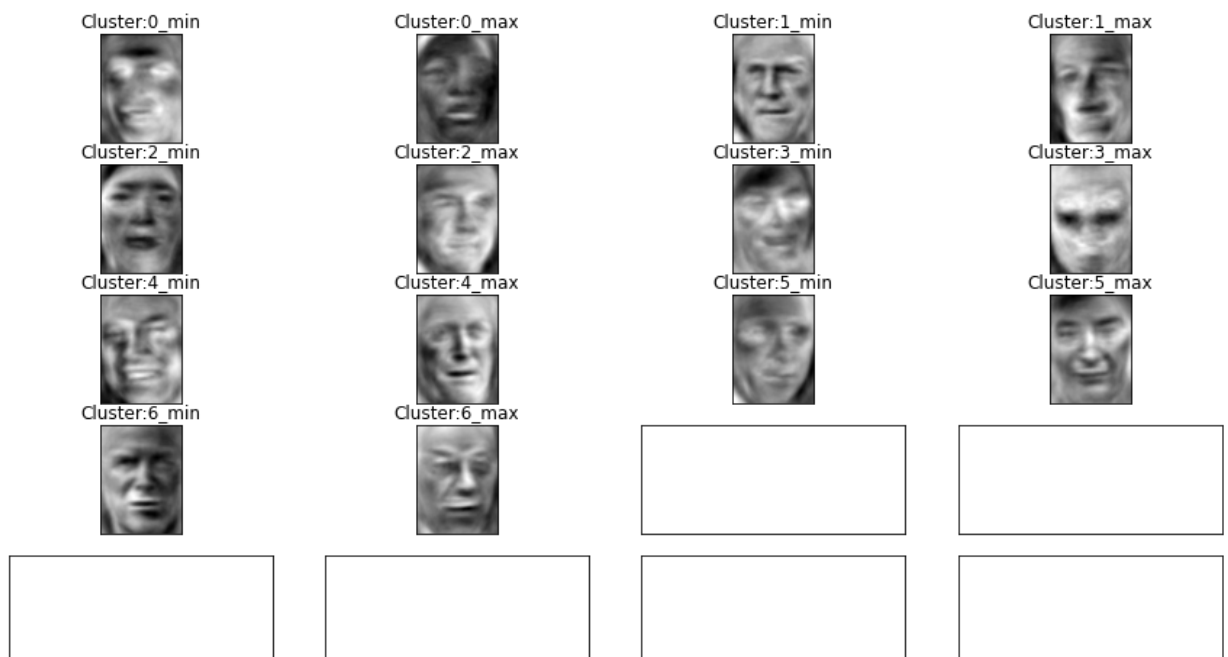 Cluster:0_min Cluster:0_max Cluster:1_min Cluster:1_max
Cluster:2_min Cluster:2_max Cluster:3_min Cluster:3_max
Cluster:4_min Cluster:4_max Cluster:5_min Cluster:5_max
Cluster:6_min Cluster:6_max